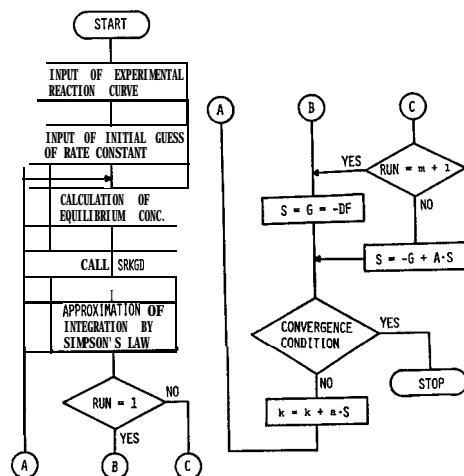 START
INPUT OF EXPERIMENTAL
REACTION CURVE
INPUT OF INITIAL GUESS
OF RATE CONSTANT
CALCULATION OF
EQUILIBRIUM CONC.
CALL SRKGD
APPROXIMATION OF
INTEGRATION BY
SIMPSON'S LAW
RUN = 1
NO
YES
A
B
C
A
B
C
YES
RUN = m + 1
NO
S = G = -DF
S = -G + A·S
CONVERGENCE
CONDITION
YES
NO
STOP
k = k + a·S